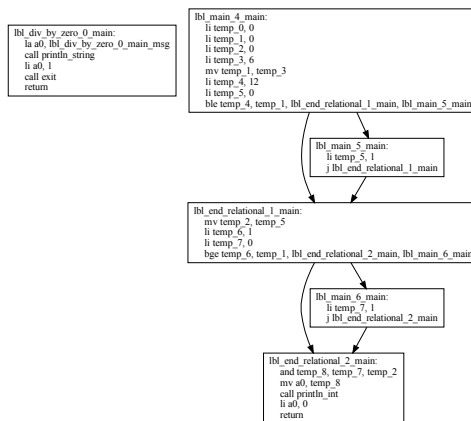 lbl_div_by_zero_0_main:
la a0, lbl_div_by_zero_0_main_msg
call println_string
li a0, 1
call exit
return
lbl_main_4_main:
li temp_0, 0
li temp_1, 0
li temp_2, 0
li temp_3, 6
mv temp_1, temp_3
li temp_4, 12
li temp_5, 0
ble temp_4, temp_1, lbl_end_relational_1_main, lbl_main_5_main
lbl_main_5_main:
li temp_5, 1
j lbl_end_relational_1_main
lbl_end_relational_1_main:
mv temp_2, temp_5
li temp_6, 1
li temp_7, 0
bge temp_6, temp_1, lbl_end_relational_2_main, lbl_main_6_main
lbl_main_6_main:
li temp_7, 1
j lbl_end_relational_2_main
lbl_end_relational_2_main:
and temp_8, temp_7, temp_2
mv a0, temp_8
call println_int
li a0, 0
return